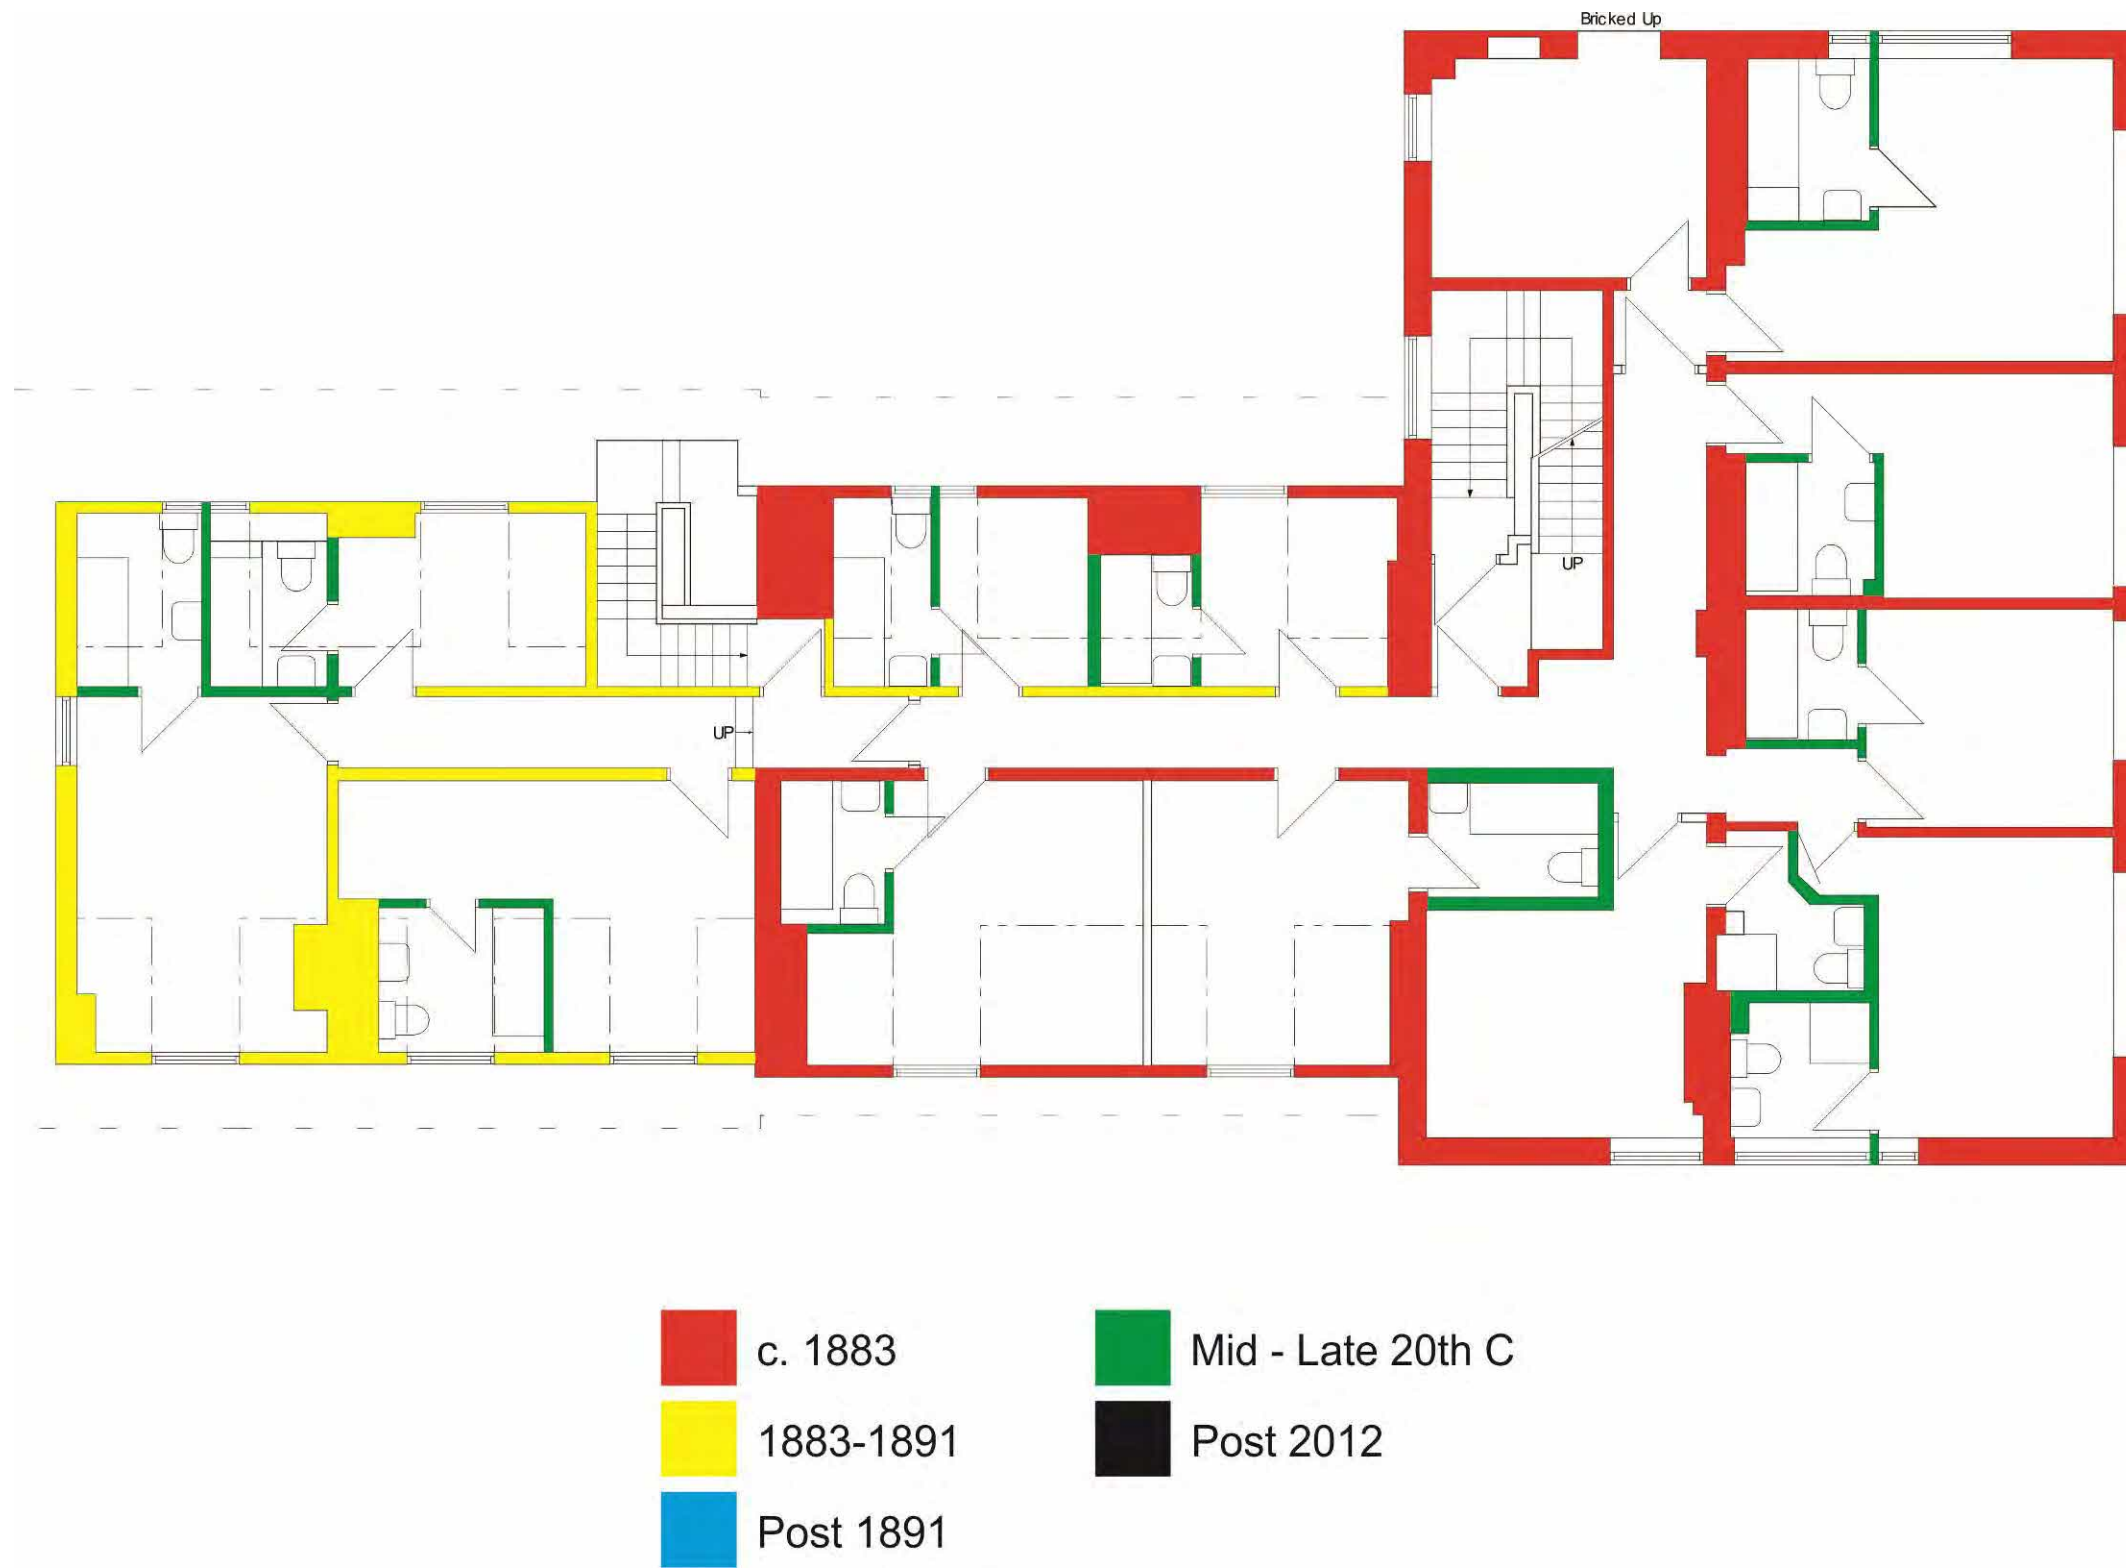 Bricked Up
UP
UP
c. 1883
1883-1891
Post 1891
Mid - Late 20th C
Post 2012